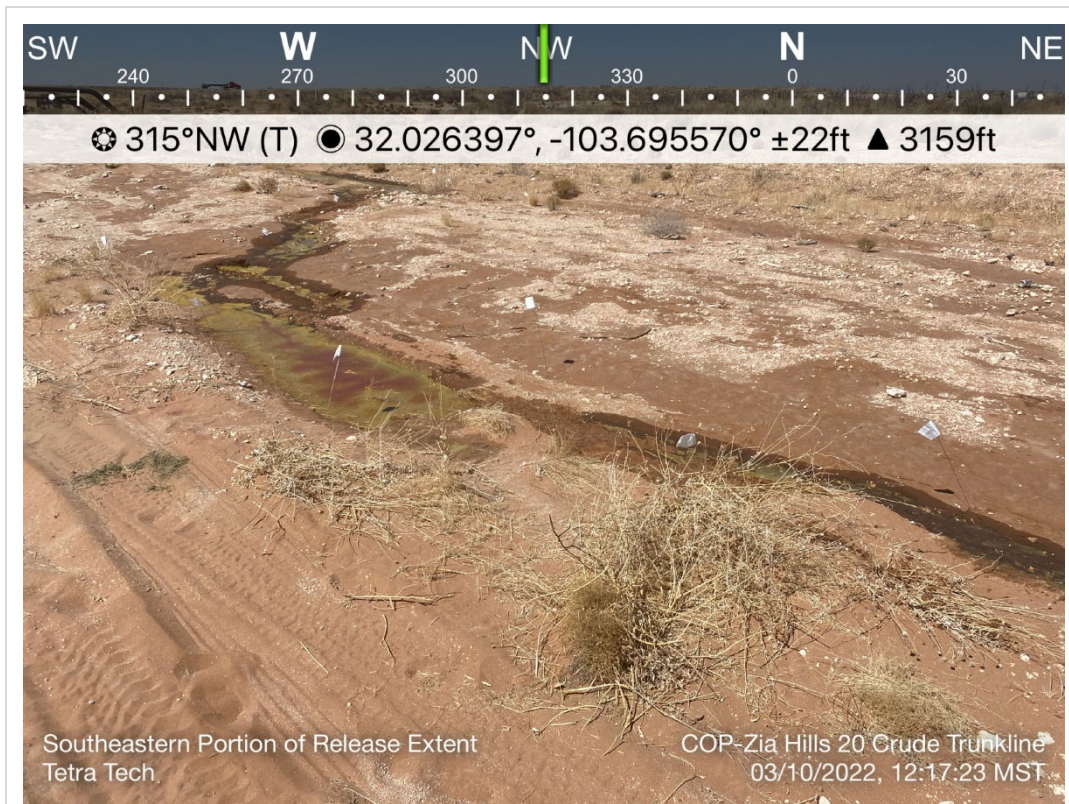 SW W NW N NE
240 270 300 330 0 30
315°NW (T) 32.026397°, -103.695570° ±22ft ▲ 3159ft
Southeastern Portion of Release Extent
Tetra Tech
COP-Zia Hills 20 Crude Trunkline
03/10/2022, 12:17:23 MST